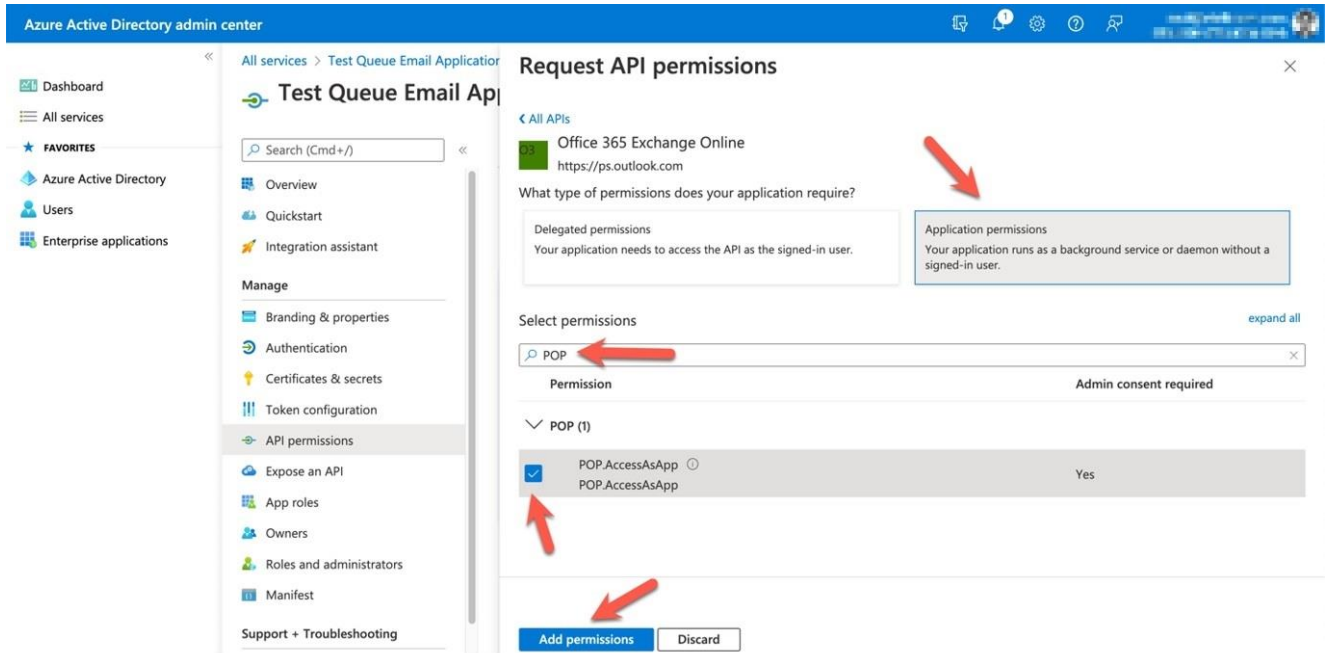 Azure Active Directory admin center
1
«
Dashboard
All services
FAVORITES
Azure Active Directory
Users
Enterprise applications
All services > Test Queue Email Application
Test Queue Email App
Search (Cmd+/)
«
Overview
Quickstart
Integration assistant
Manage
Branding & properties
Authentication
Certificates & secrets
Token configuration
API permissions
Expose an API
App roles
Owners
Roles and administrators
Manifest
Support + Troubleshooting
Request API permissions
All APIs
O3
Office 365 Exchange Online
https://ps.outlook.com
What type of permissions does your application require?
Delegated permissions
Your application needs to access the API as the signed-in user.
Application permissions
Your application runs as a background service or daemon without a
signed-in user.
Select permissions
expand all
POP
Permission
Admin consent required
POP (1)
POP.AccessAsApp
POP.AccessAsApp
Yes
Add permissions
Discard